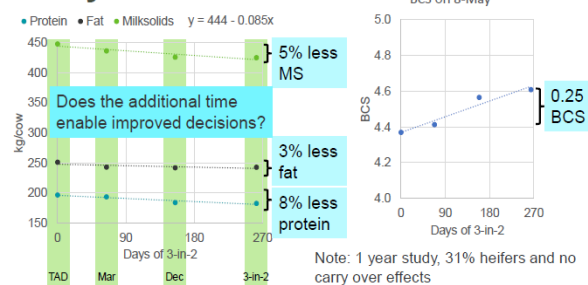 BCS on 8-May
Protein Fat Milksolids y = 444 - 0.085x
450
400
350
300
250
200
150
kg/cow
5% less
MS
Does the additional time
enable improved decisions?
3% less
fat
8% less
protein
0 90 180 270
Days of 3-in-2
TAD Mar Dec 3-in-2
5.0
4.8
4.6
4.4
4.2
4.0
BCS
0.25
BCS
0 90 180 270
Days of 3-in-2
Note: 1 year study, 31% heifers and no
carry over effects